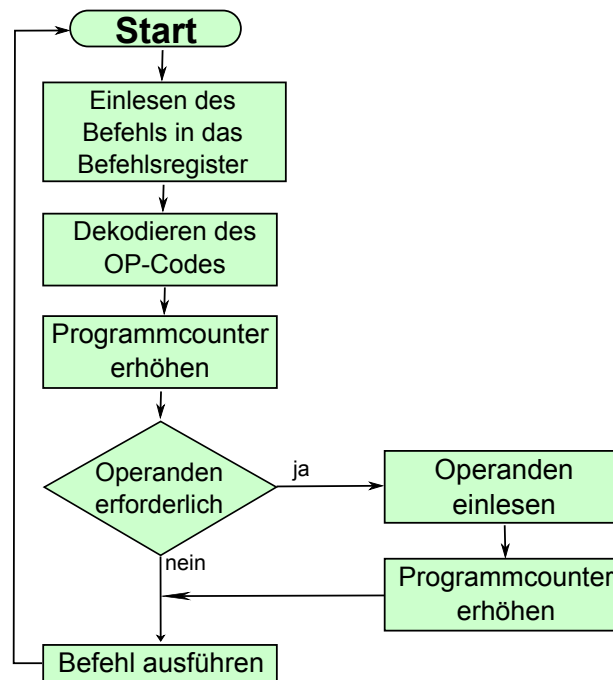 Start
Einlesen des
Befehls in das
Befehlsregister
Dekodieren des
OP-Codes
Programmcounter
erhöhen
Operanden
erforderlich
ja
Operanden
einlesen
nein
Programmcounter
erhöhen
Befehl ausführen